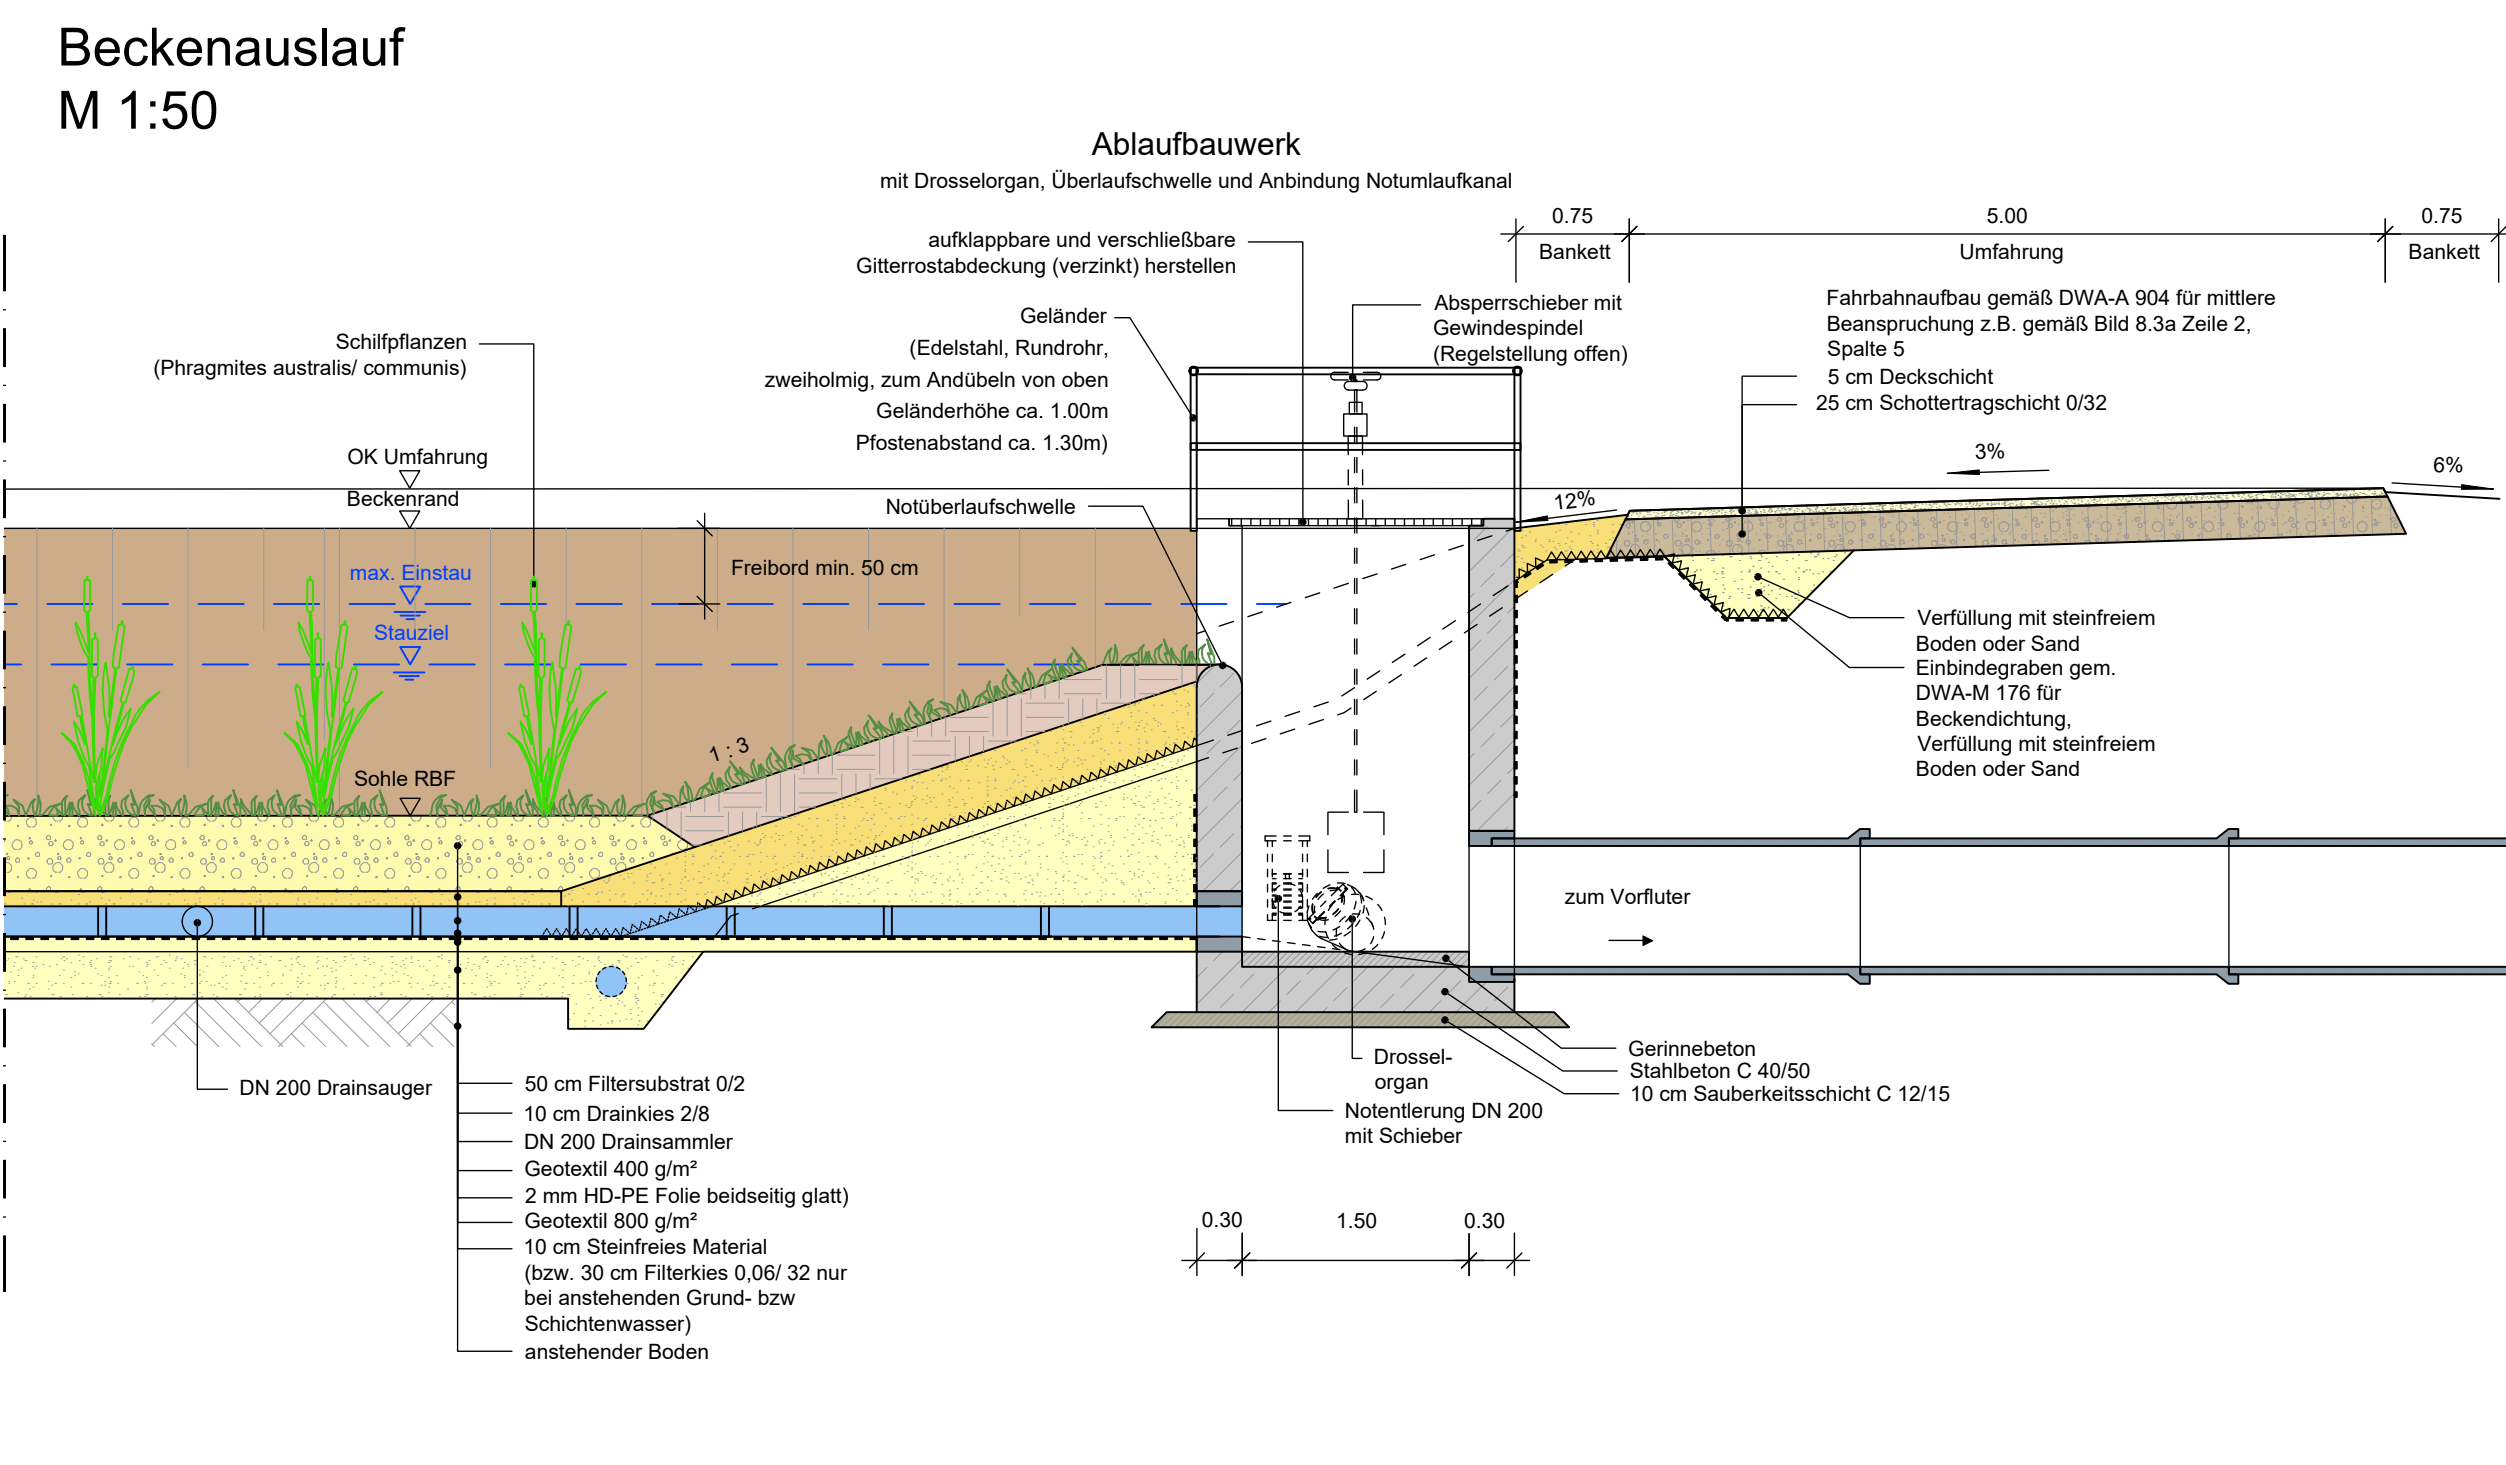 Beckenauslauf
M 1:50
Ablaufbauwerk
mit Drosselorgan, Überlaufschwelle und Anbindung Notumlaufkanal
0.75
5.00
0.75
Bankett
Umfahrung
Bankett
aufklappbare und verschließbare
Gitterrostabdeckung (verzinkt) herstellen
Geländer
(Edelstahl, Rundrohr,
zweiholmig, zum Andübeln von oben
Geländerhöhe ca. 1.00m
Pfostenabstand ca. 1.30m)
Absperrschieber mit
Gewindespindel
(Regelstellung offen)
Fahrbahnaufbau gemäß DWA-A 904 für mittlere
Beanspruchung z.B. gemäß Bild 8.3a Zeile 2,
Spalte 5
5 cm Deckschicht
25 cm Schottertragschicht 0/32
Schilfpflanzen
(Phragmites australis/ communis)
OK Umfahrung
Beckenrand
Notüberlaufschwelle
12%
3%
6%
Freibord min. 50 cm
max. Einstau
Stauziel
1 : 3
Sohle RBF
Verfüllung mit steinfreiem
Boden oder Sand
Einbindegraben gem.
DWA-M 176 für
Beckendichtung,
Verfüllung mit steinfreiem
Boden oder Sand
zum Vorfluter
DN 200 Drainsauger
50 cm Filtersubstrat 0/2
10 cm Drainkies 2/8
DN 200 Drainsammler
Geotextil 400 g/m²
2 mm HD-PE Folie beidseitig glatt)
Geotextil 800 g/m²
10 cm Steinfreies Material
(bzw. 30 cm Filterkies 0,06/ 32 nur
bei anstehenden Grund- bzw
Schichtenwasser)
anstehender Boden
Drossel-
organ
Notentlerung DN 200
mit Schieber
Gerinnebeton
Stahlbeton C 40/50
10 cm Sauberkeitsschicht C 12/15
0.30
1.50
0.30